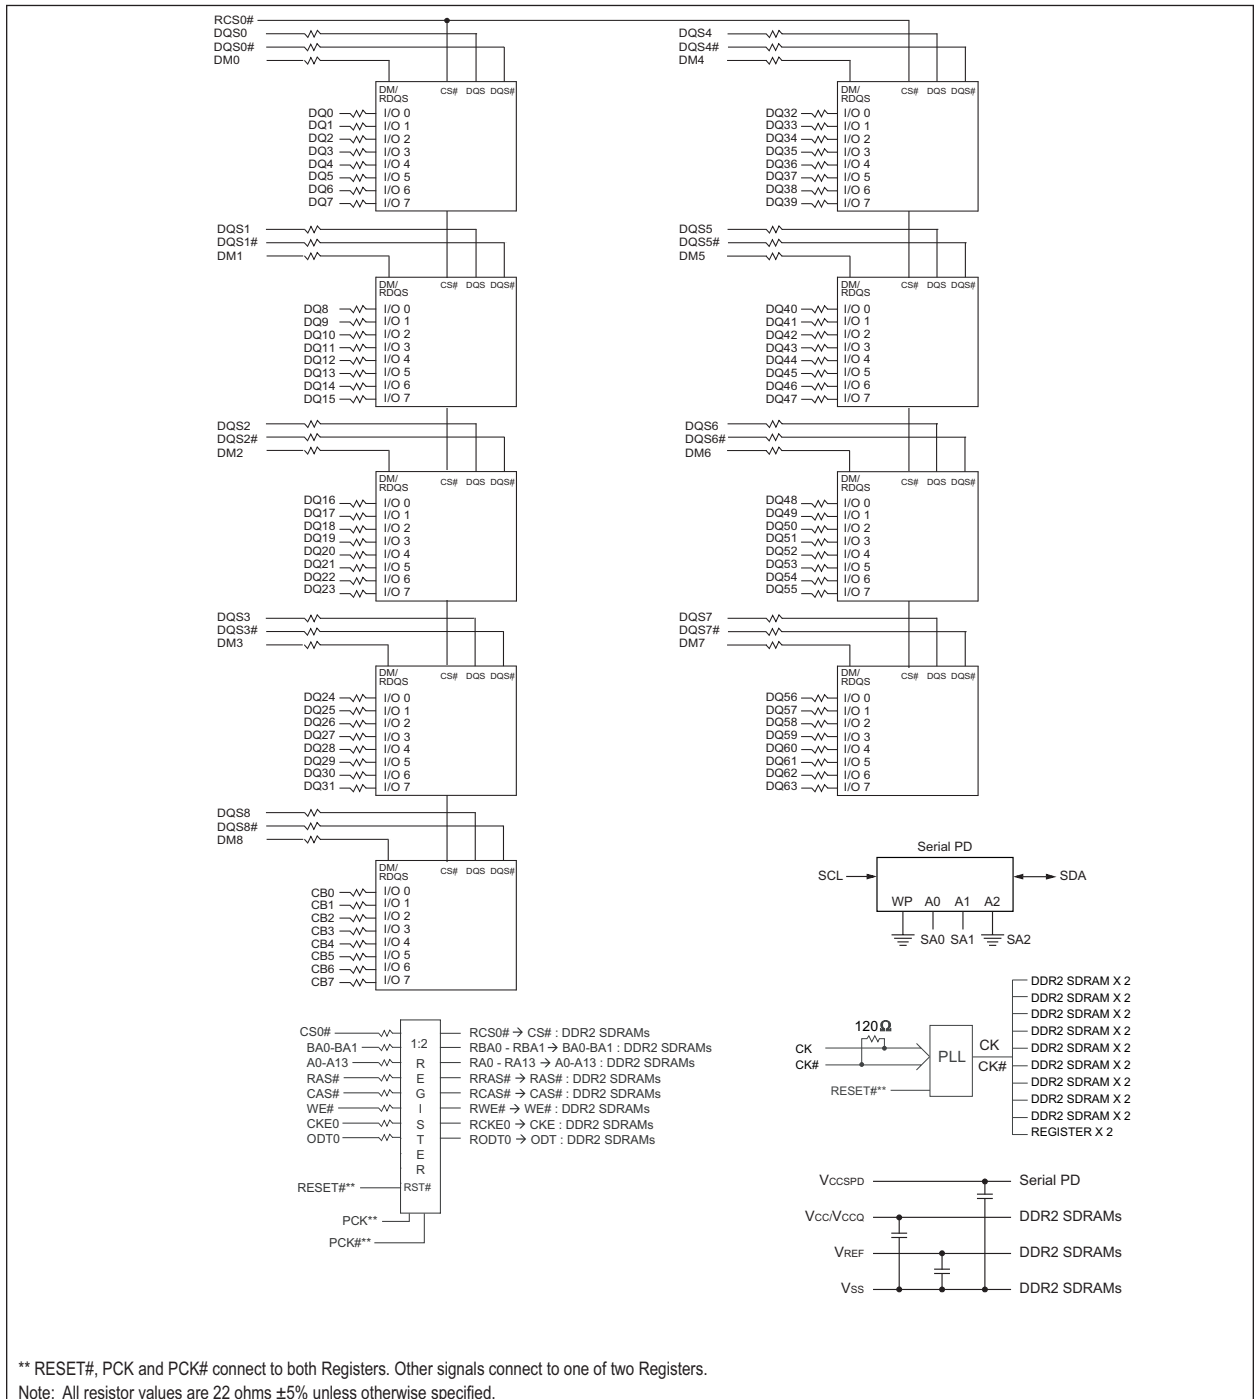 RCS0#
DQS0
DQS0#
DM0
DM/
RDQS
CS# DQS DQS#
DQ0 I/O 0
DQ1 I/O 1
DQ2 I/O 2
DQ3 I/O 3
DQ4 I/O 4
DQ5 I/O 5
DQ6 I/O 6
DQ7 I/O 7
DQS1
DQS1#
DM1
DM/
RDQS
CS# DQS DQS#
DQ8 I/O 0
DQ9 I/O 1
DQ10 I/O 2
DQ11 I/O 3
DQ12 I/O 4
DQ13 I/O 5
DQ14 I/O 6
DQ15 I/O 7
DQS2
DQS2#
DM2
DM/
RDQS
CS# DQS DQS#
DQ16 I/O 0
DQ17 I/O 1
DQ18 I/O 2
DQ19 I/O 3
DQ20 I/O 4
DQ21 I/O 5
DQ22 I/O 6
DQ23 I/O 7
DQS3
DQS3#
DM3
DM/
RDQS
CS# DQS DQS#
DQ24 I/O 0
DQ25 I/O 1
DQ26 I/O 2
DQ27 I/O 3
DQ28 I/O 4
DQ29 I/O 5
DQ30 I/O 6
DQ31 I/O 7
DQS8
DQS8#
DM8
DM/
RDQS
CS# DQS DQS#
CB0 I/O 0
CB1 I/O 1
CB2 I/O 2
CB3 I/O 3
CB4 I/O 4
CB5 I/O 5
CB6 I/O 6
CB7 I/O 7
DQS4
DQS4#
DM4
DM/
RDQS
CS# DQS DQS#
DQ32 I/O 0
DQ33 I/O 1
DQ34 I/O 2
DQ35 I/O 3
DQ36 I/O 4
DQ37 I/O 5
DQ38 I/O 6
DQ39 I/O 7
DQS5
DQS5#
DM5
DM/
RDQS
CS# DQS DQS#
DQ40 I/O 0
DQ41 I/O 1
DQ42 I/O 2
DQ43 I/O 3
DQ44 I/O 4
DQ45 I/O 5
DQ46 I/O 6
DQ47 I/O 7
DQS6
DQS6#
DM6
DM/
RDQS
CS# DQS DQS#
DQ48 I/O 0
DQ49 I/O 1
DQ50 I/O 2
DQ51 I/O 3
DQ52 I/O 4
DQ53 I/O 5
DQ54 I/O 6
DQ55 I/O 7
DQS7
DQS7#
DM7
DM/
RDQS
CS# DQS DQS#
DQ56 I/O 0
DQ57 I/O 1
DQ58 I/O 2
DQ59 I/O 3
DQ60 I/O 4
DQ61 I/O 5
DQ62 I/O 6
DQ63 I/O 7
Serial PD
SCL SDA
WP A0 A1 A2
SA0 SA1 SA2
CS0# RCS0# → CS# : DDR2 SDRAMs
BA0-BA1 RBA0 - RBA1 → BA0-BA1 : DDR2 SDRAMs
A0-A13 RA0 - RA13 → A0-A13 : DDR2 SDRAMs
RAS# RRAS# → RAS# : DDR2 SDRAMs
CAS# RCAS# → CAS# : DDR2 SDRAMs
WE# RWE# → WE# : DDR2 SDRAMs
CKE0 RCKE0 → CKE : DDR2 SDRAMs
ODT0 RODT0 → ODT : DDR2 SDRAMs
1:2
R
E
G
I
S
T
E
R
RESET#** RST#
PCK**
PCK#**
120Ω
CK
CK#
RESET#**
PLL
CK
CK#
DDR2 SDRAM X 2
DDR2 SDRAM X 2
DDR2 SDRAM X 2
DDR2 SDRAM X 2
DDR2 SDRAM X 2
DDR2 SDRAM X 2
DDR2 SDRAM X 2
DDR2 SDRAM X 2
DDR2 SDRAM X 2
REGISTER X 2
VCCSPD Serial PD
VCC/VCCQ DDR2 SDRAMs
VREF DDR2 SDRAMs
VSS DDR2 SDRAMs
** RESET#, PCK and PCK# connect to both Registers. Other signals connect to one of two Registers.
Note: All resistor values are 22 ohms ±5% unless otherwise specified.